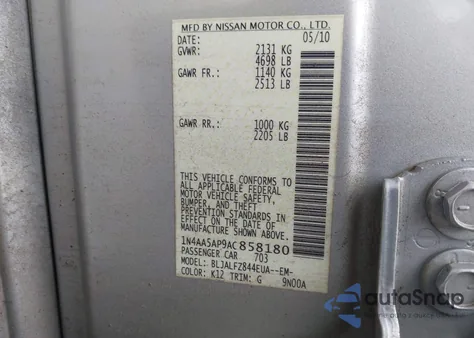 MFD BY NISSAN MOTOR CO., LTD.
DATE: 05/10
GVWR: 2131 KG
4698 LB
GAWR FR.: 1140 KG
2513 LB
GAWR RR.: 1000 KG
2205 LB
THIS VEHICLE CONFORMS TO
ALL APPLICABLE FEDERAL
MOTOR VEHICLE SAFETY,
BUMPER, AND THEFT
PREVENTION STANDARDS IN
EFFECT ON THE DATE OF
MANUFACTURE SHOWN ABOVE.
1N4AA5AP9AC858180
PASSENGER CAR 703
MODEL: BLJALFZ844EUA--EM-
COLOR: K12 TRIM: G 9N00A
autoSnap